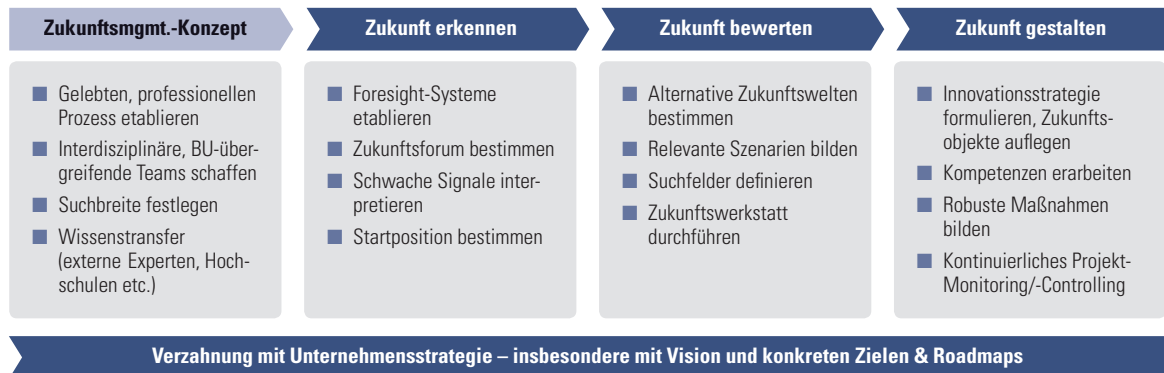 Zukunftsmgmt.-Konzept
Gelebten, professionellen
Prozess etablieren
Interdisziplinäre, BU-über-
greifende Teams schaffen
Suchbreite festlegen
Wissenstransfer
(externe Experten, Hoch-
schulen etc.)
Zukunft erkennen
Foresight-Systeme
etablieren
Zukunftsforum bestimmen
Schwache Signale inter-
pretieren
Startposition bestimmen
Zukunft bewerten
Alternative Zukunftswelten
bestimmen
Relevante Szenarien bilden
Suchfelder definieren
Zukunftswerkstatt
durchführen
Zukunft gestalten
Innovationsstrategie
formulieren, Zukunfts-
objekte auflegen
Kompetenzen erarbeiten
Robuste Maßnahmen
bilden
Kontinuierliches Projekt-
Monitoring/-Controlling
Verzahnung mit Unternehmensstrategie – insbesondere mit Vision und konkreten Zielen & Roadmaps